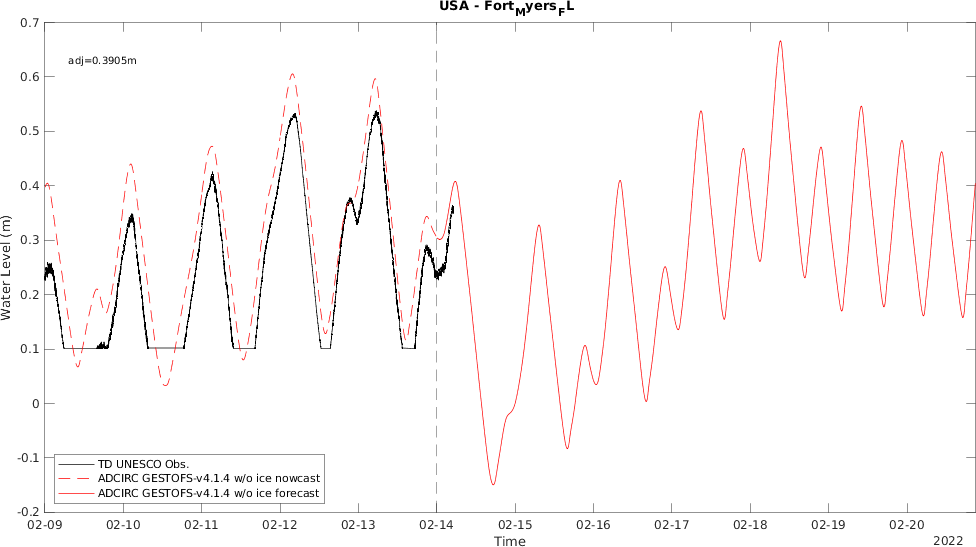 USA - FortMyersFL
adj=0.3905m
0.7
0.6
0.5
0.4
0.3
0.2
0.1
0
-0.1
-0.2
Water Level (m)
TD UNESCO Obs.
ADCIRC GESTOFS-v4.1.4 w/o ice nowcast
ADCIRC GESTOFS-v4.1.4 w/o ice forecast
02-09 02-10 02-11 02-12 02-13 02-14 02-15 02-16 02-17 02-18 02-19 02-20
Time
2022